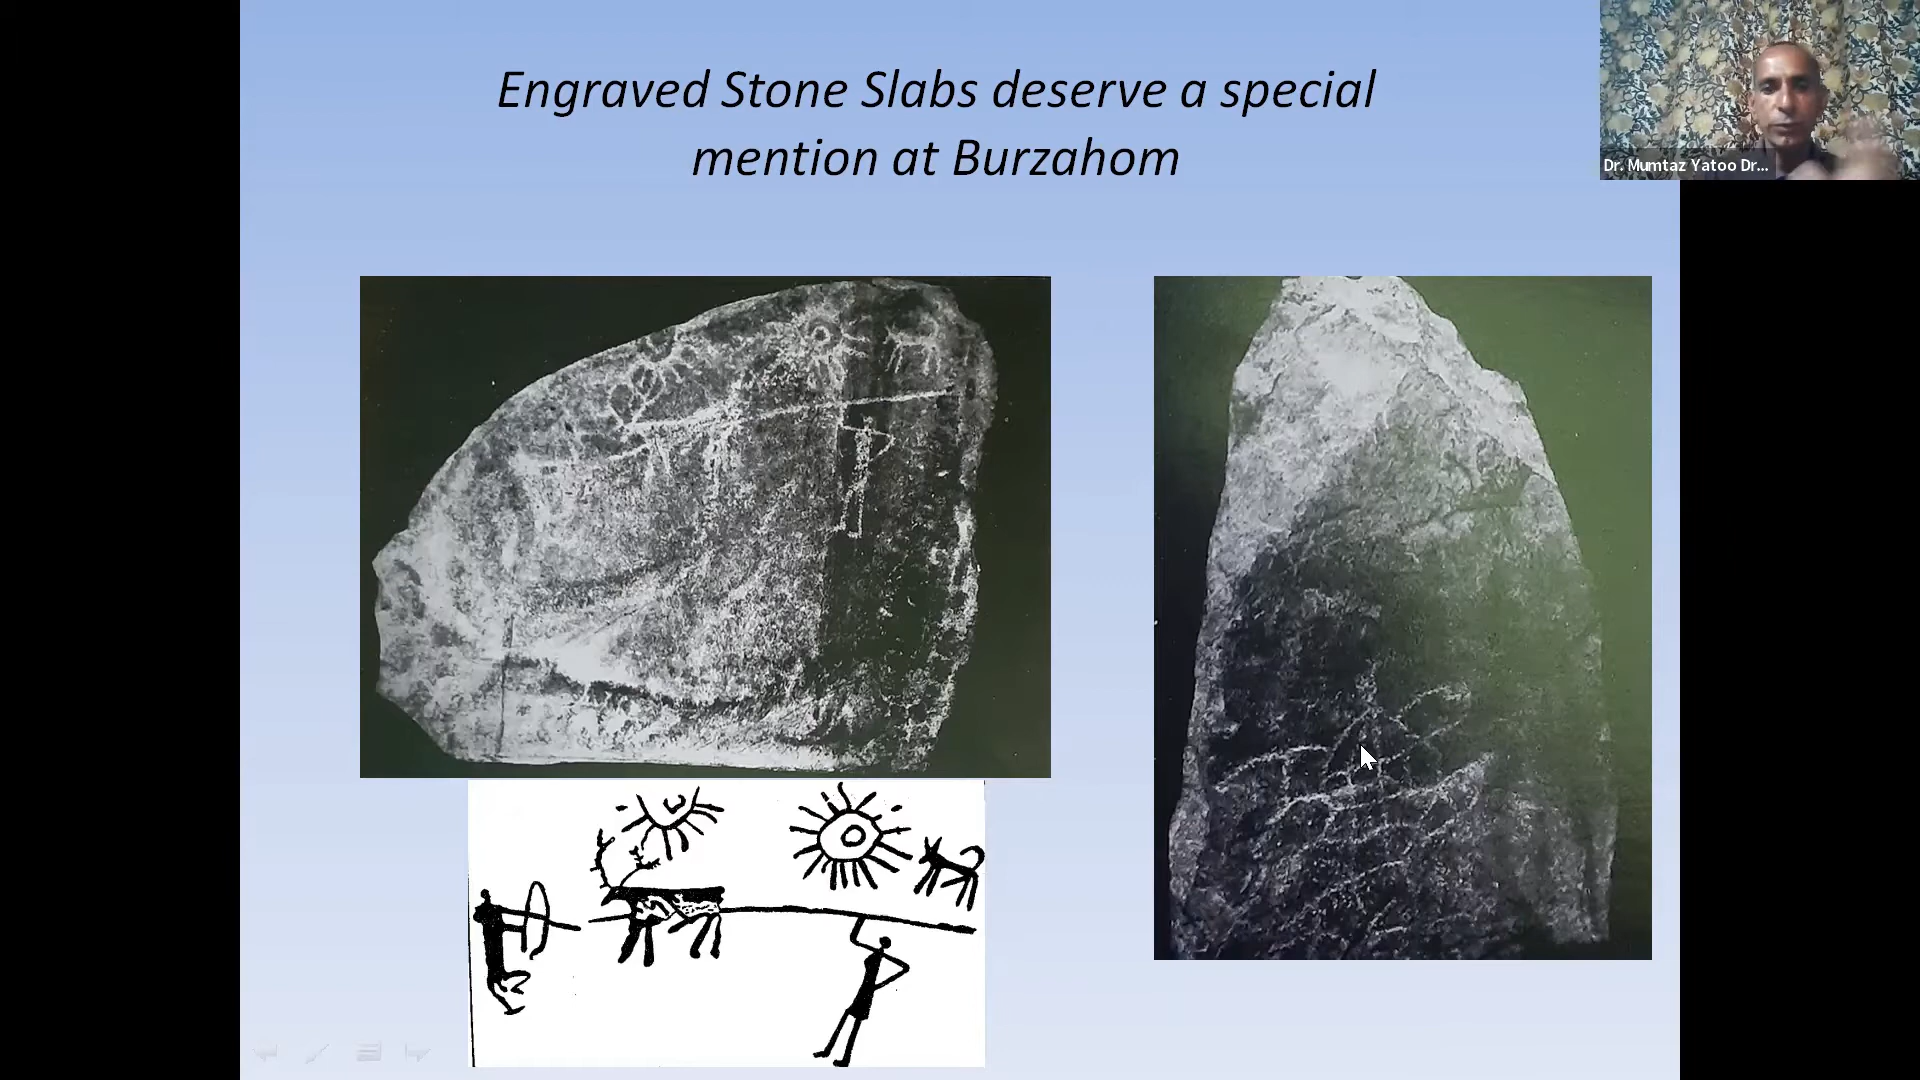 Engraved Stone Slabs deserve a special
mention at Burzahom
Dr. Mumtaz Yatoo Dr...